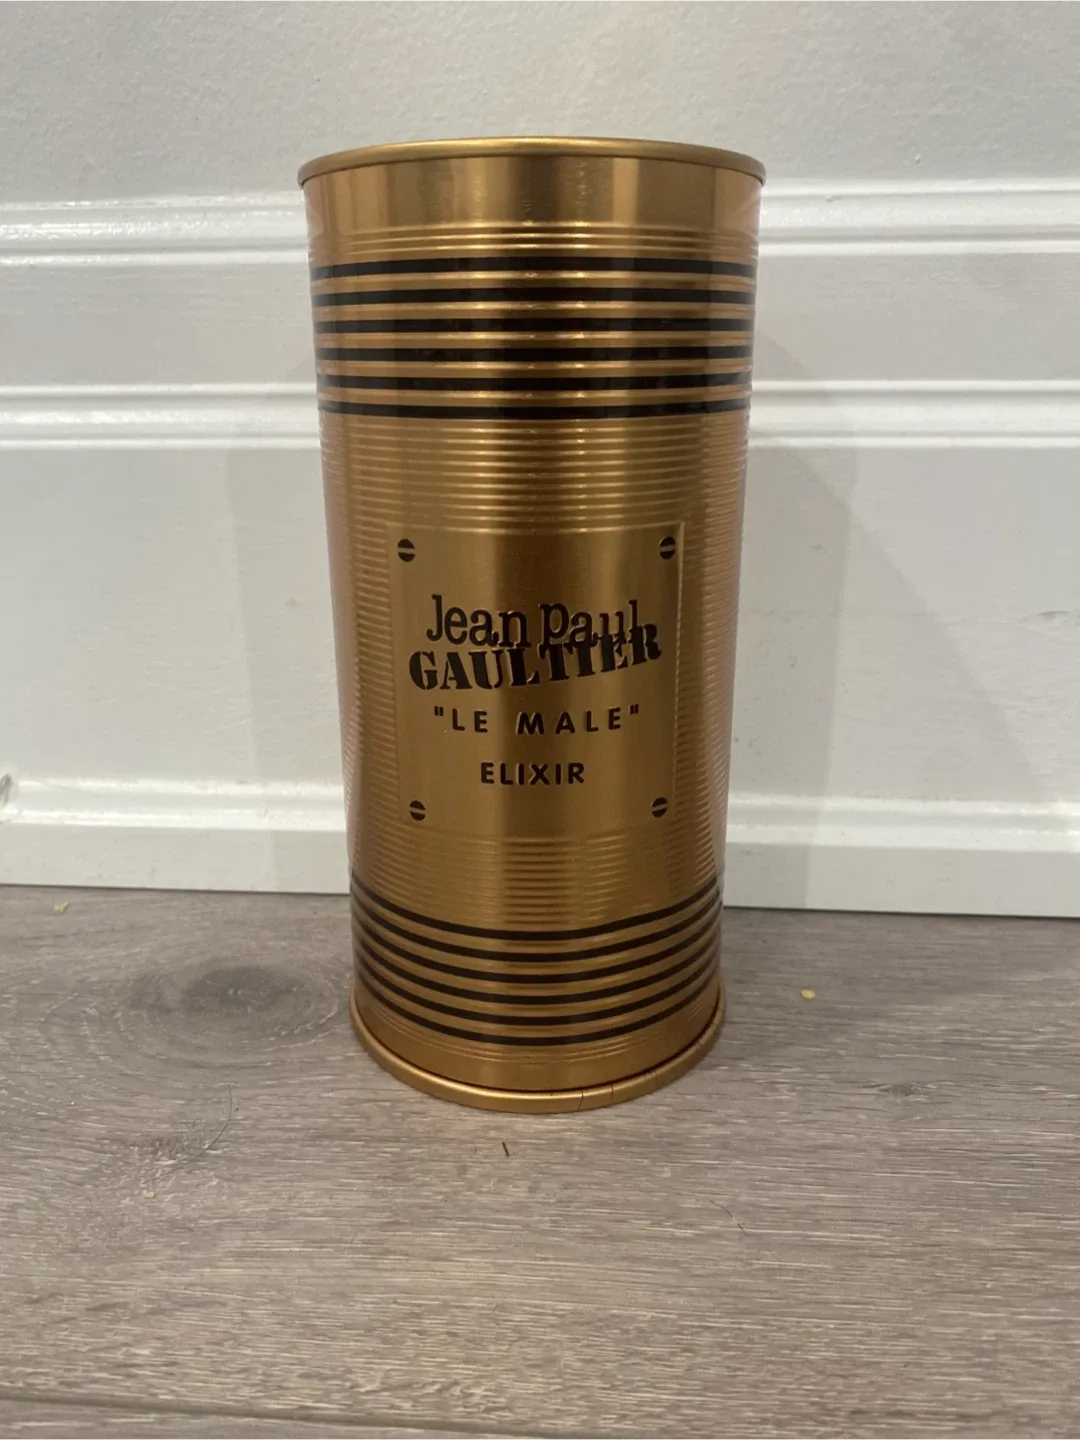 Jean Paul
GAULTIER
"LE MALE"
ELIXIR